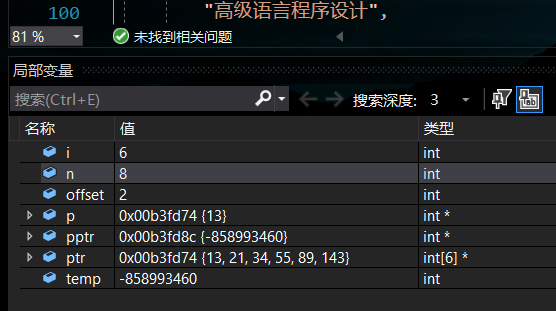 100
"高级语言程序设计",
81 %
未找到相关问题
局部变量
搜索(Ctrl+E)
搜索深度: 3
名称 值 类型
i 6 int
n 8 int
offset 2 int
p 0x00b3fd74 {13} int *
pptr 0x00b3fd8c {-858993460} int *
ptr 0x00b3fd74 {13, 21, 34, 55, 89, 143} int[6] *
temp -858993460 int